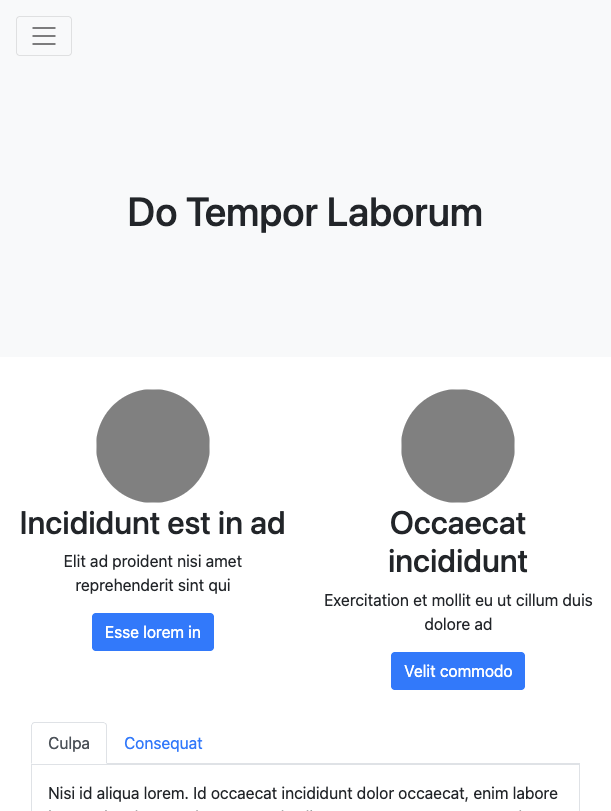 Do Tempor Laborum
Incididunt est in ad
Elit ad proident nisi amet
reprehenderit sint qui
Esse lorem in
Occaecat
incididunt
Exercitation et mollit eu ut cillum duis
dolore ad
Velit commodo
Culpa
Consequat
Nisi id aliqua lorem. Id occaecat incididunt dolor occaecat, enim labore